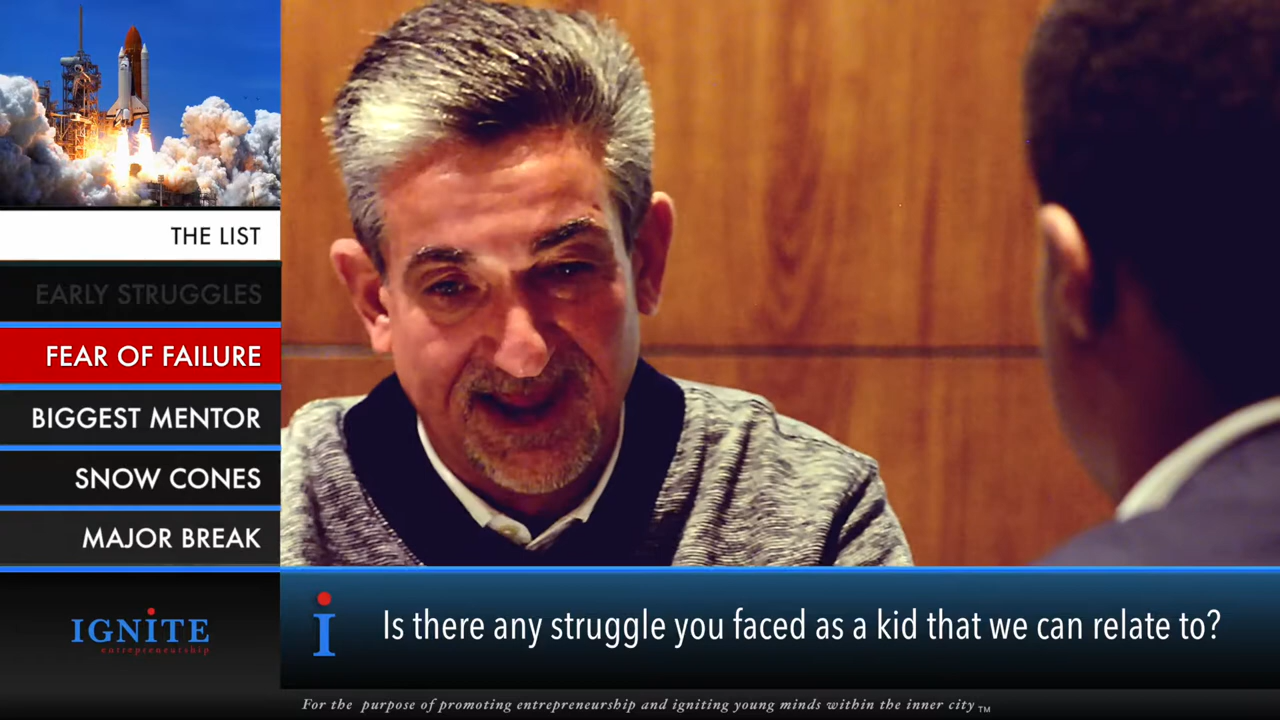 THE LIST
EARLY STRUGGLES
FEAR OF FAILURE
BIGGEST MENTOR
SNOW CONES
MAJOR BREAK
IGNiTE
entrepreneurship
i
Is there any struggle you faced as a kid that we can relate to?
For the purpose of promoting entrepreneurship and igniting young minds within the inner city ™